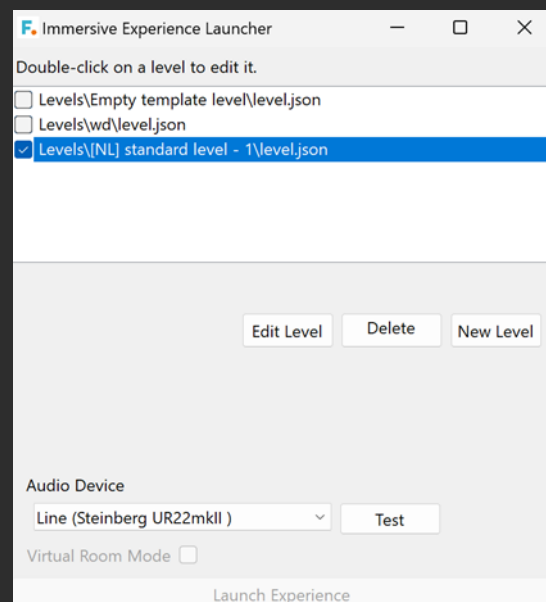 F. Immersive Experience Launcher
Double-click on a level to edit it.
Levels\Empty template level\level.json
Levels\wd\level.json
Levels\[NL] standard level - 1\level.json
Edit Level Delete New Level
Audio Device
Line (Steinberg UR22mkII ) Test
Virtual Room Mode
Launch Experience